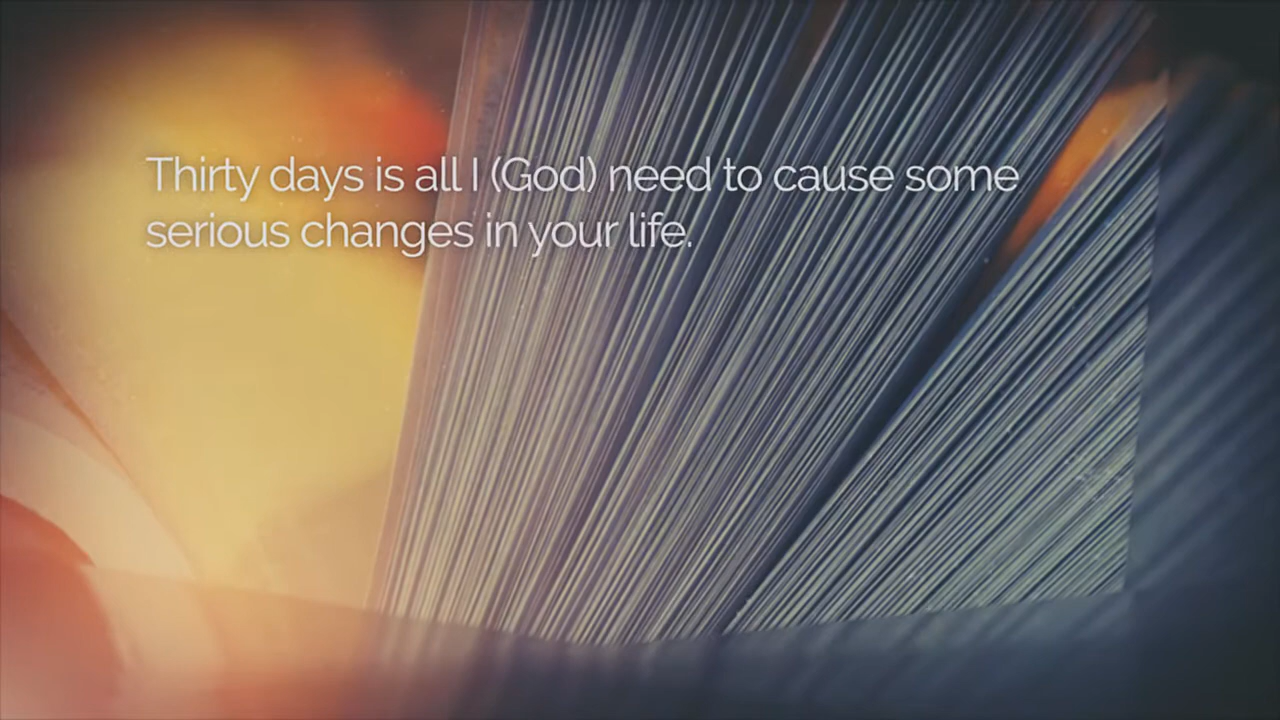 Thirty days is all I (God) need to cause some
serious changes in your life.